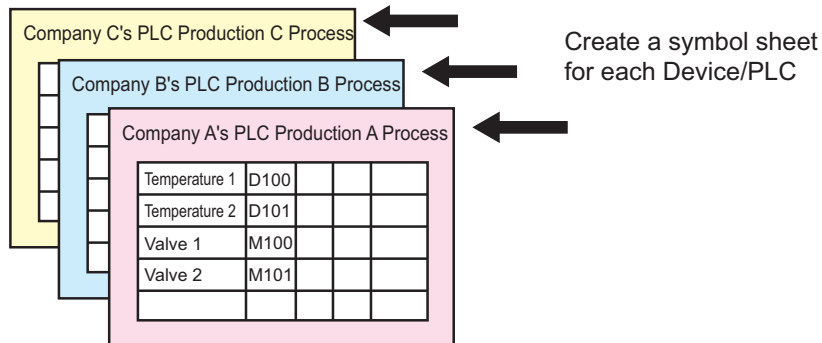 Company C's PLC Production C Process
Company B's PLC Production B Process
Company A's PLC Production A Process
Temperature 1 D100
Temperature 2 D101
Valve 1 M100
Valve 2 M101
Create a symbol sheet
for each Device/PLC